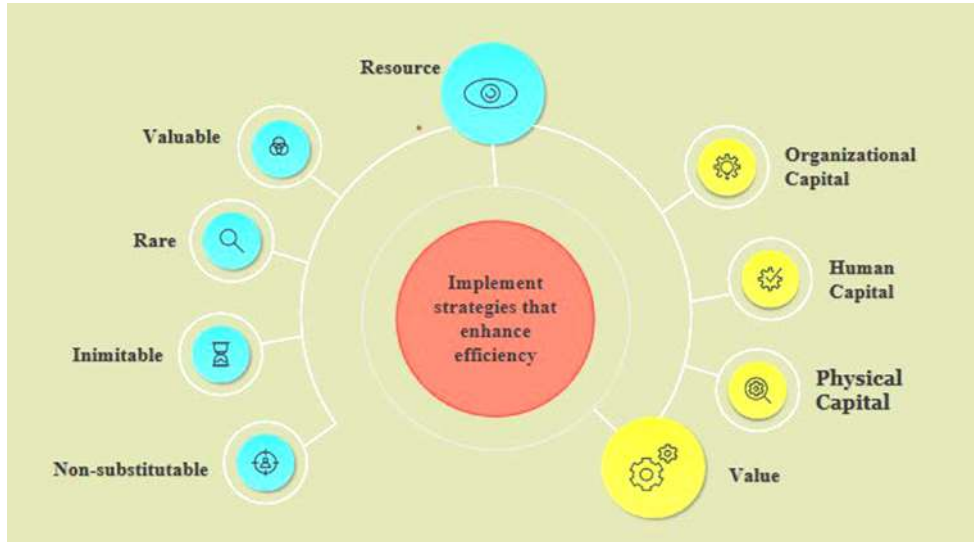 Resource
Valuable
Rare
Inimitable
Non-substitutable
Implement
strategies that
enhance
efficiency
Organizational
Capital
Human
Capital
Physical
Capital
Value